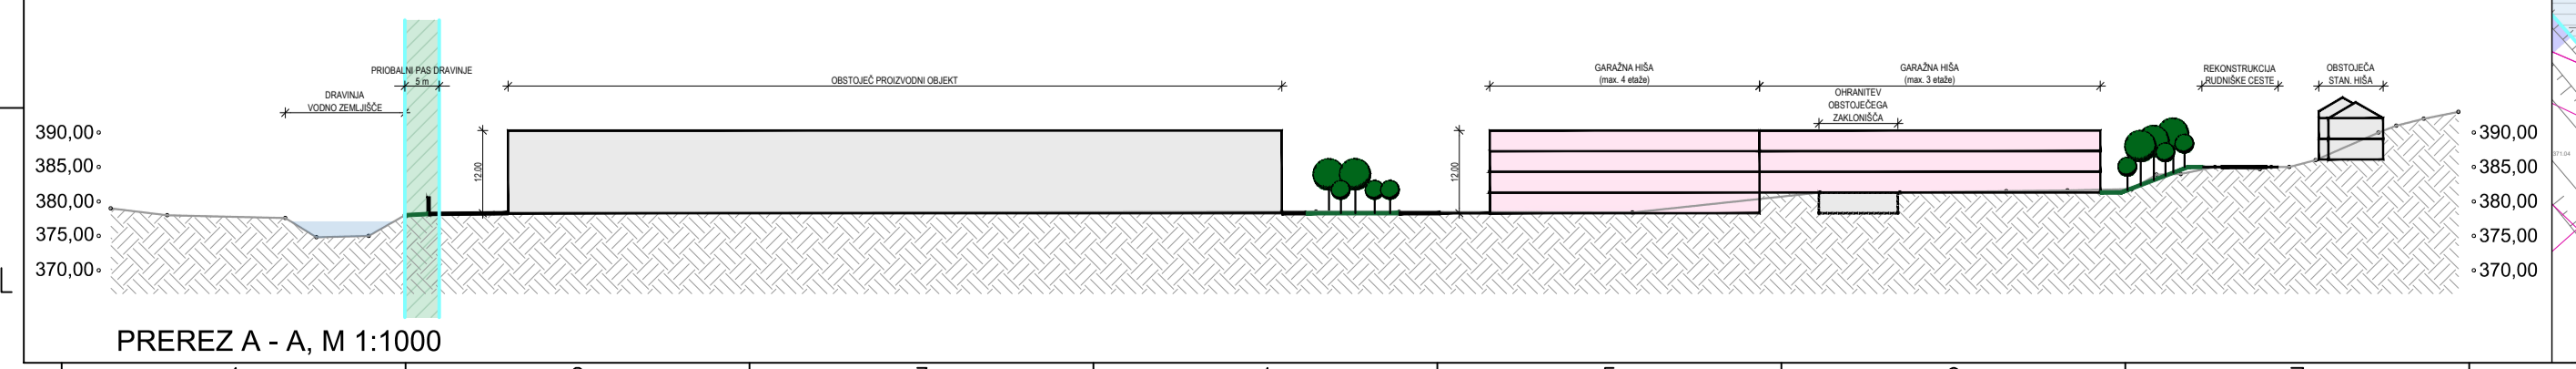 PRIOBALNI PAS DRAVINJE
5 m
DRAVINJA
VODNO ZEMLJIŠČE
OBSTOJEČ PROIZVODNI OBJEKT
GARAŽNA HIŠA
(max. 4 etaže)
GARAŽNA HIŠA
(max. 3 etaže)
OHRANITEV
OBSTOJEČEGA
ZAKLONIŠČA
REKONSTRUKCIJA
RUDNIŠKE CESTE
OBSTOJEČA
STAN. HIŠA
390,00
385,00
380,00
375,00
370,00
12.00
12.00
390,00
385,00
380,00
375,00
370,00
371.04
PREREZ A - A, M 1:1000